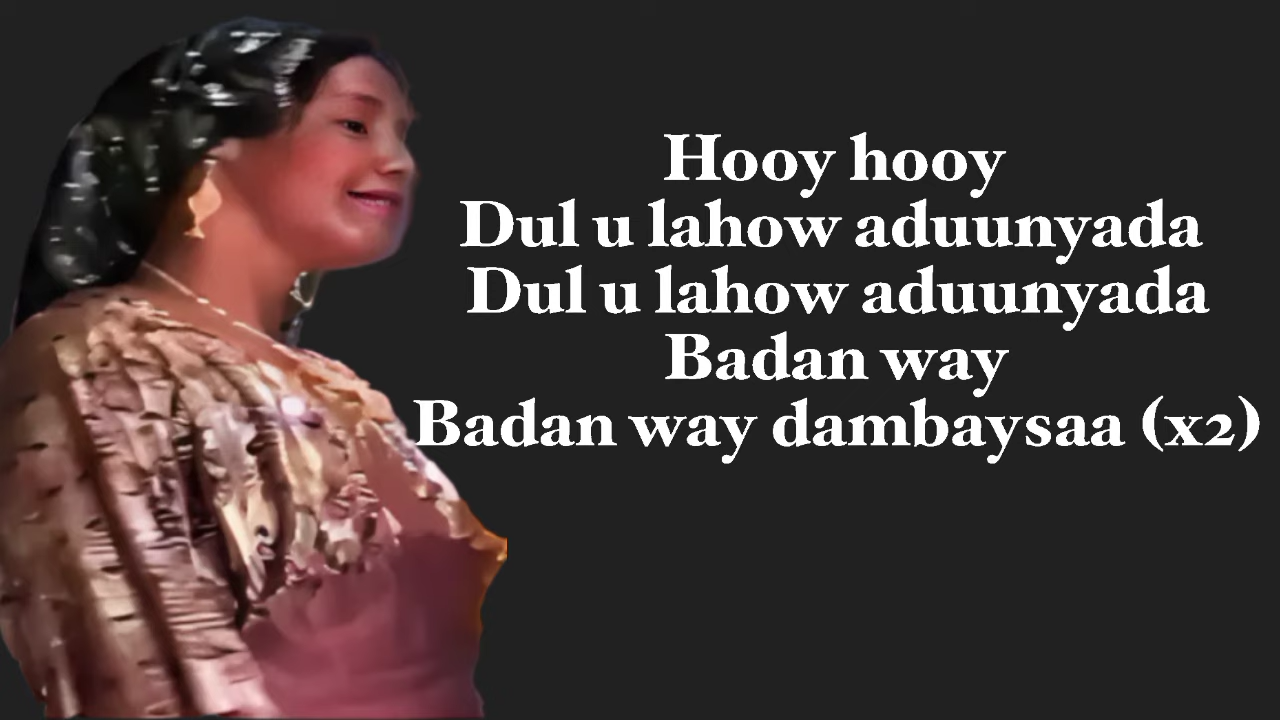 Hooy hooy
Dul u lahow aduunyada
Dul u lahow aduunyada
Badan way
Badan way dambaysaa (x2)